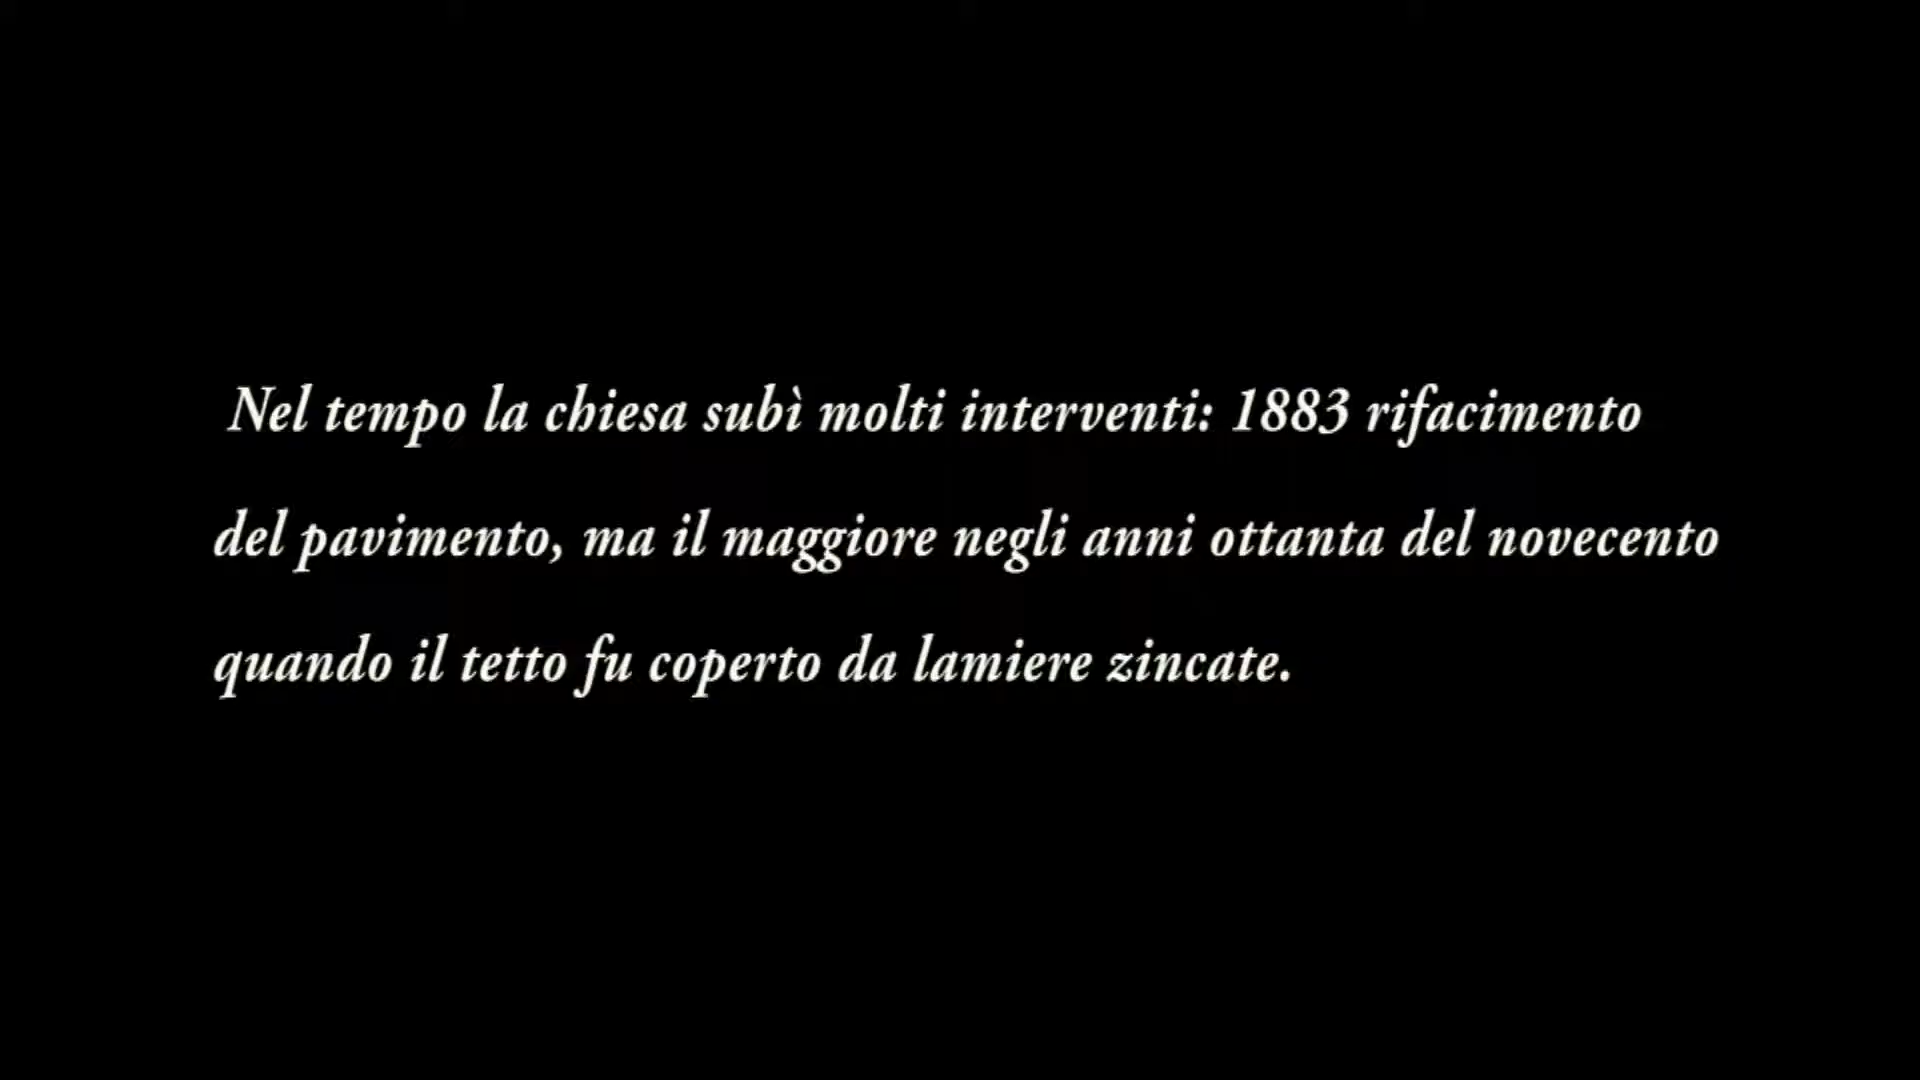 Nel tempo la chiesa subì molti interventi: 1883 rifacimento
del pavimento, ma il maggiore negli anni ottanta del novecento
quando il tetto fu coperto da lamiere zincate.